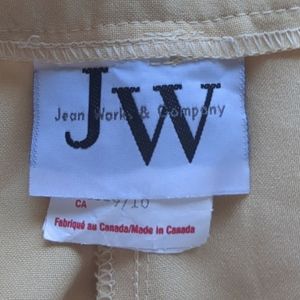 JW
Jean Works & Company
CA 9/10
Fabriqué au Canada/Made in Canada